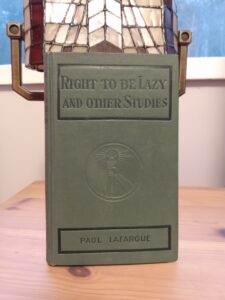 RIGHT TO BE LAZY
AND OTHER STUDIES
PAUL LAFARGUE